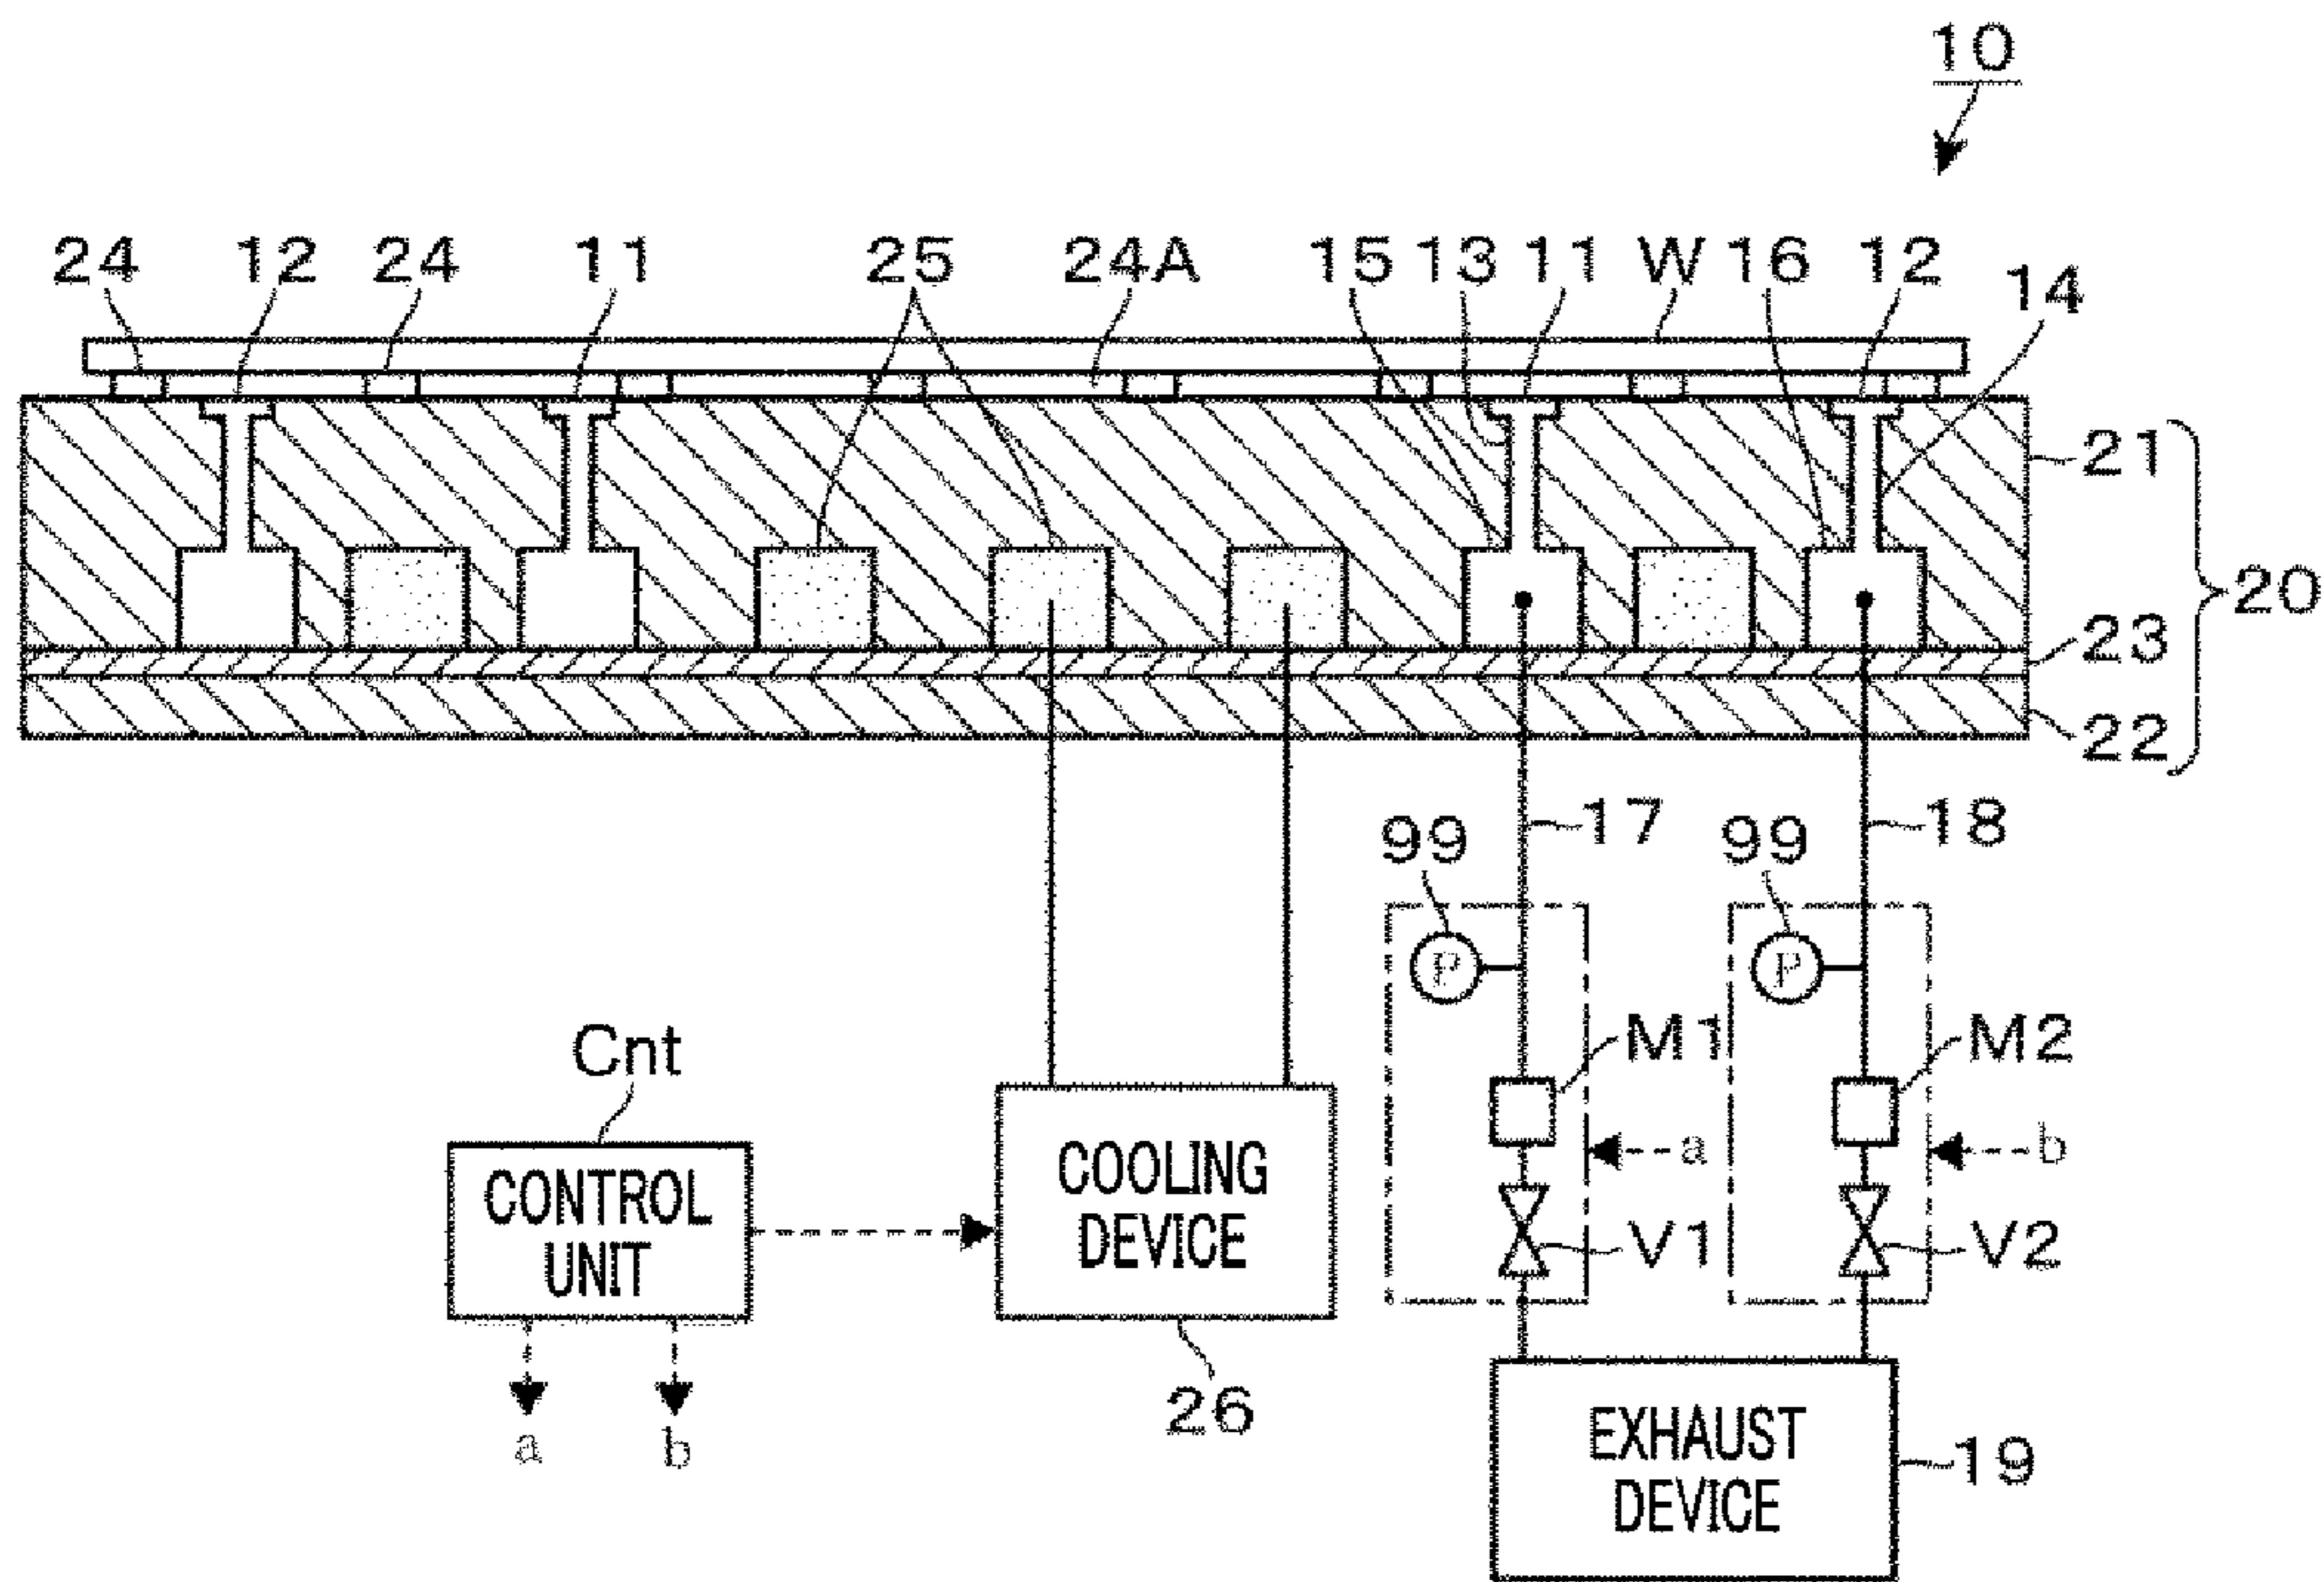 10
24 12 24 11 25 24A 15 13 11 W 16 12 14
21
20
23
22
17 18
99 99
P P
Cnt M1 M2
CONTROL UNIT
COOLING DEVICE
a b
V1 V2
26
a b
EXHAUST DEVICE
19